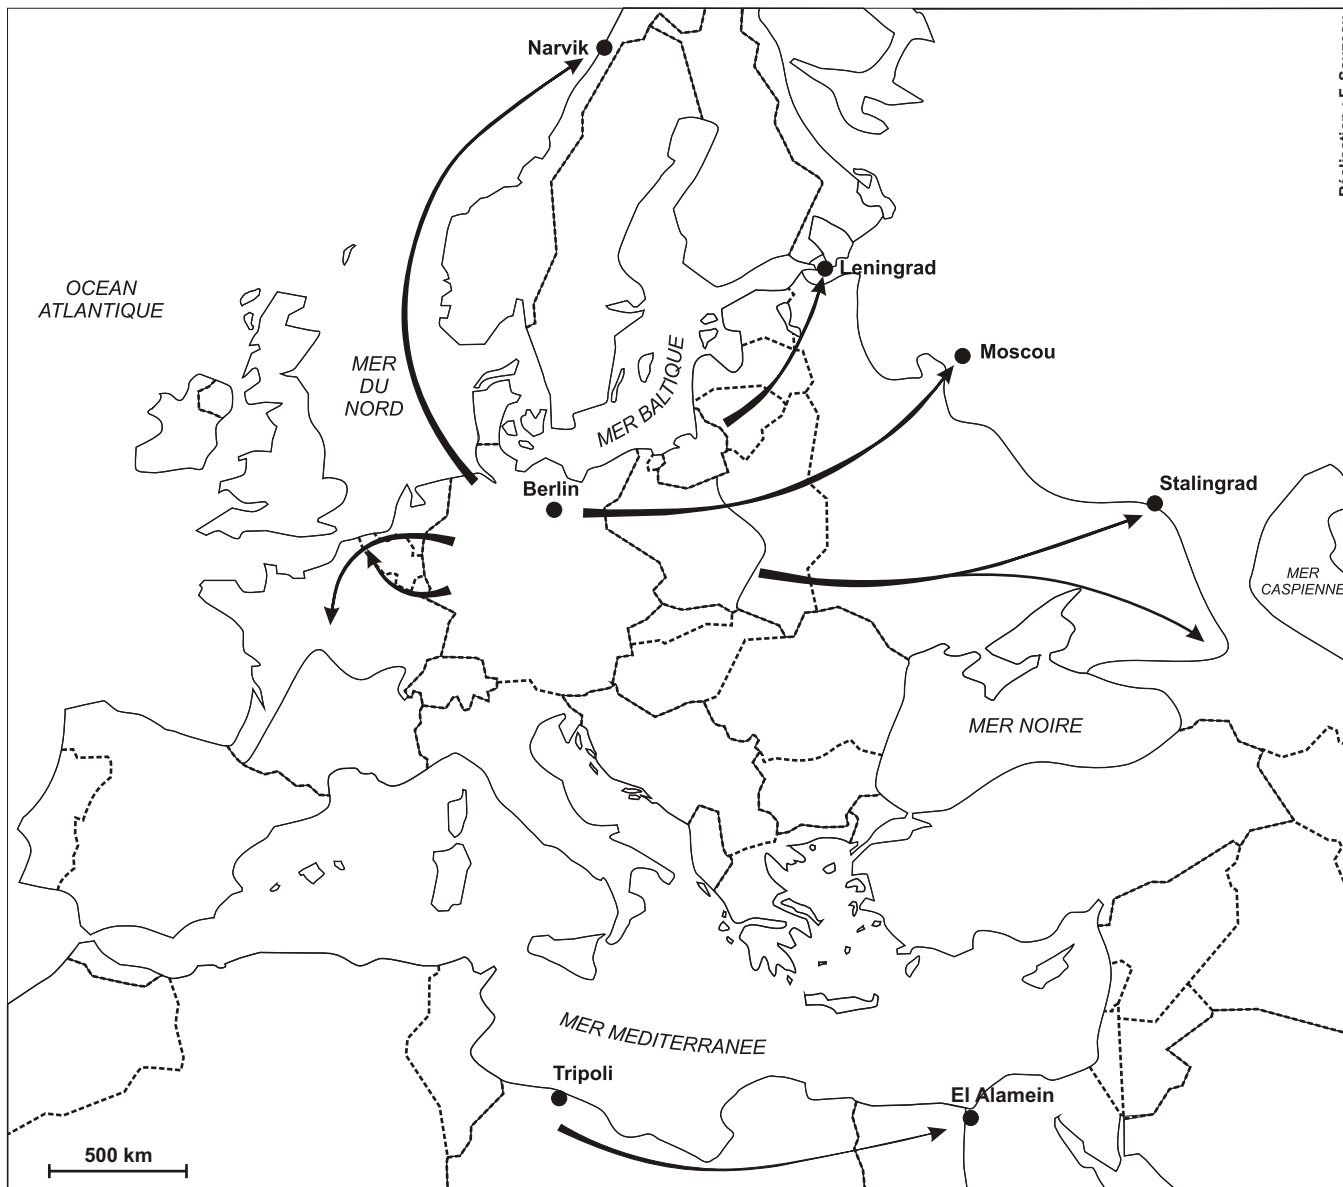 Narvik
OCEAN
ATLANTIQUE
Leningrad
MER
DU
NORD
MER BALTIQUE
Moscou
Berlin
Stalingrad
MER
CASPIENNE
MER NOIRE
MER MEDITERRANEE
Tripoli
El Alamein
500 km